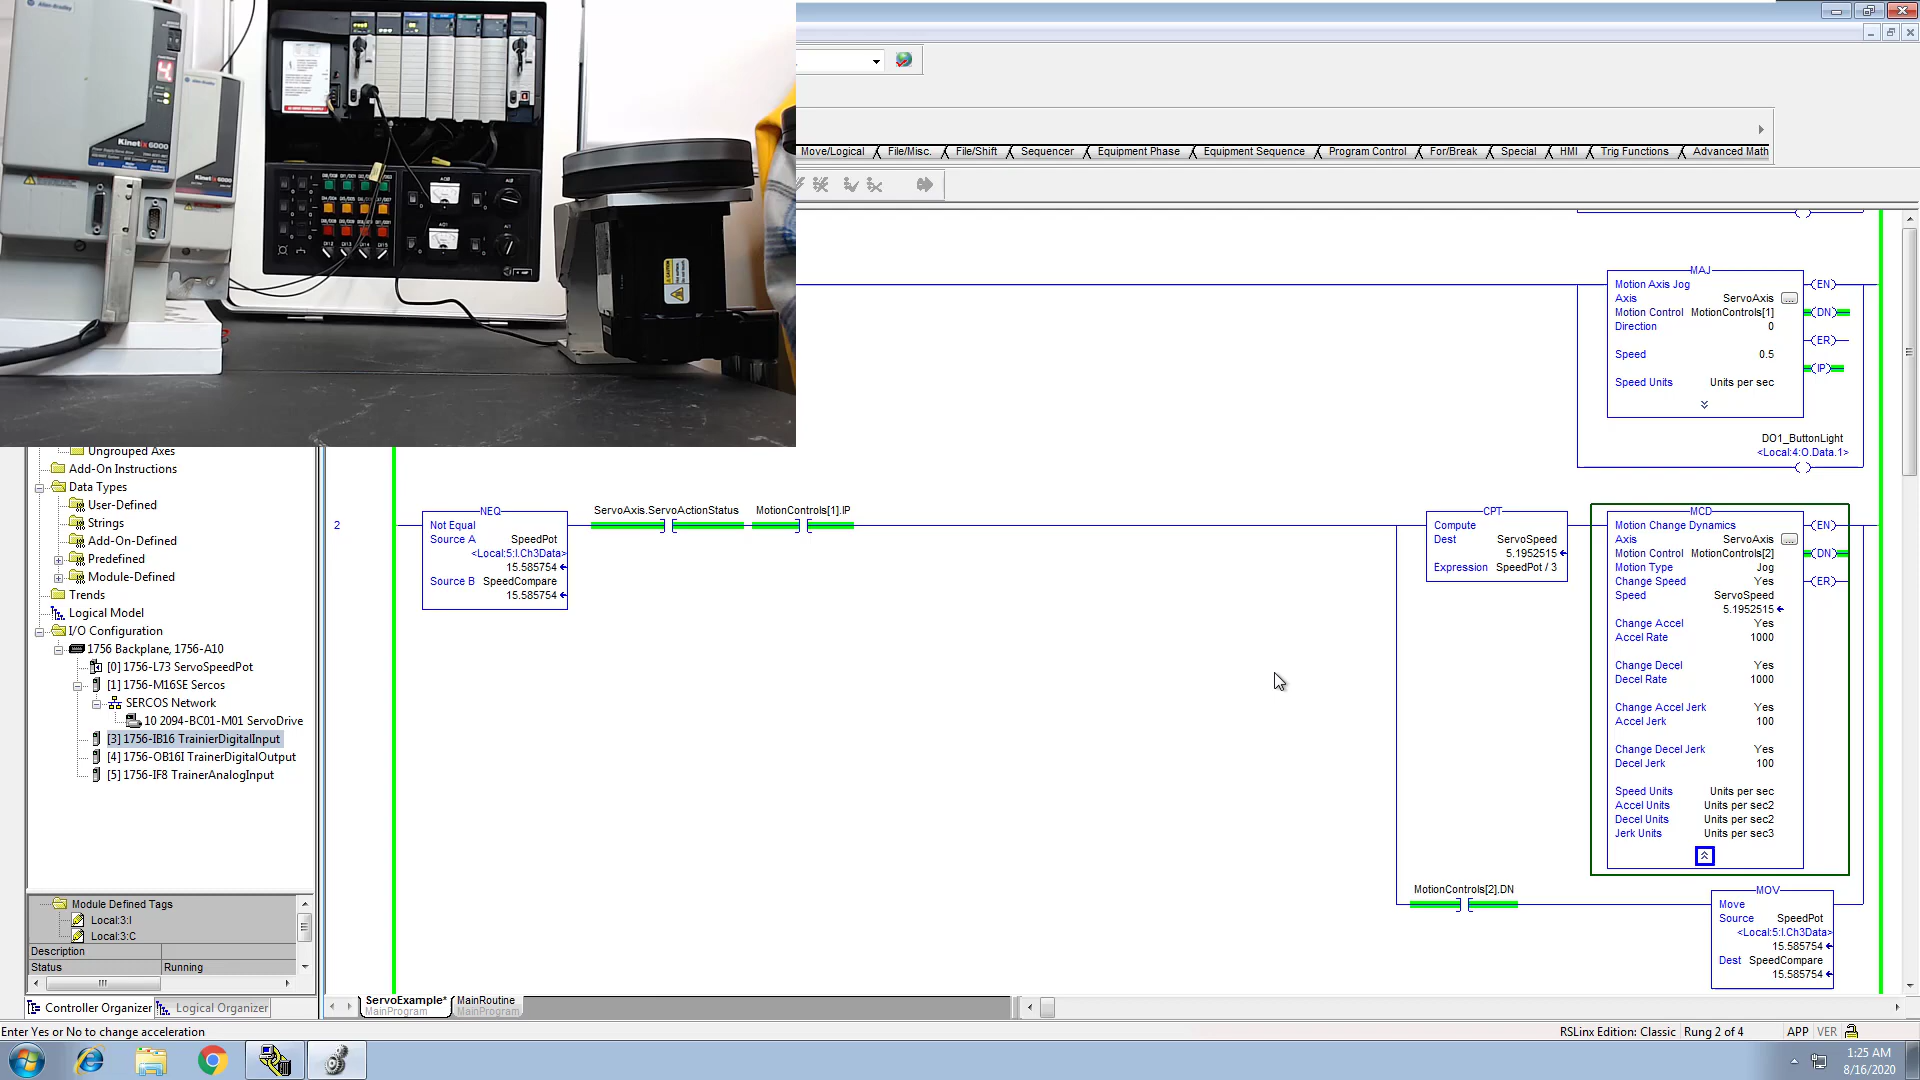 Allen-Bradley
Allen-Bradley
4
Kinetix 6000
Kinetix 6000
CAUTION
Move/Logical
File/Misc.
File/Shift
Sequencer
Equipment Phase
Equipment Sequence
Program Control
For/Break
Special
HMI
Trig Functions
Advanced Math
MAJ
Motion Axis Jog
Axis ServoAxis ...
Motion Control MotionControls[1]
Direction 0
Speed 0.5
Speed Units Units per sec
EN
DN
ER
IP
DO1_ButtonLight
<Local:4:O.Data.1>
2
NEQ
Not Equal
Source A SpeedPot
<Local:5:I.Ch3Data>
15.585754
Source B SpeedCompare
15.585754
ServoAxis.ServoActionStatus
MotionControls[1].IP
CPT
Compute
Dest ServoSpeed
5.1952515
Expression SpeedPot / 3
MCD
Motion Change Dynamics
Axis ServoAxis ...
Motion Control MotionControls[2]
Motion Type Jog
Change Speed Yes
Speed ServoSpeed
5.1952515
Change Accel Yes
Accel Rate 1000
Change Decel Yes
Decel Rate 1000
Change Accel Jerk Yes
Accel Jerk 100
Change Decel Jerk Yes
Decel Jerk 100
Speed Units Units per sec
Accel Units Units per sec2
Decel Units Units per sec2
Jerk Units Units per sec3
EN
DN
ER
MotionControls[2].DN
MOV
Move
Source SpeedPot
<Local:5:I.Ch3Data>
15.585754
Dest SpeedCompare
15.585754
Ungrouped Axes
Add-On Instructions
Data Types
User-Defined
Strings
Add-On-Defined
Predefined
Module-Defined
Trends
Logical Model
I/O Configuration
1756 Backplane, 1756-A10
[0] 1756-L73 ServoSpeedPot
[1] 1756-M16SE Sercos
SERCOS Network
10 2094-BC01-M01 ServoDrive
[3] 1756-IB16 TrainierDigitalInput
[4] 1756-OB16I TrainerDigitalOutput
[5] 1756-IF8 TrainerAnalogInput
Module Defined Tags
Local:3:I
Local:3:C
Description
Status Running
Controller Organizer
Logical Organizer
ServoExample*
MainProgram
MainRoutine
MainProgram
Enter Yes or No to change acceleration
RSLinx Edition: Classic
Rung 2 of 4
APP
VER
1:25 AM
8/16/2020